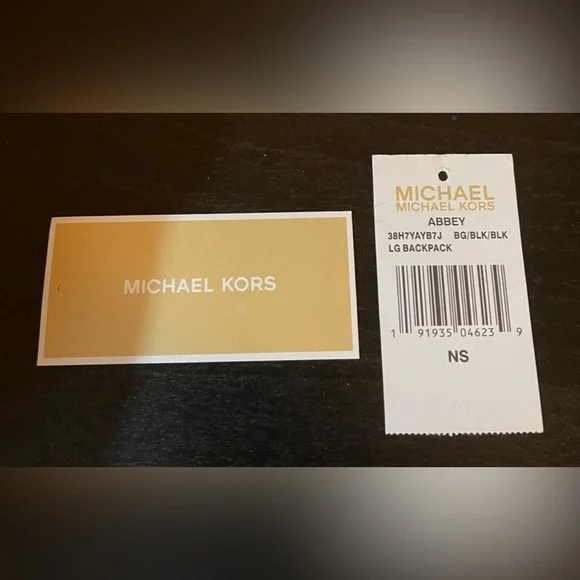 MICHAEL KORS
MICHAEL
MICHAEL KORS
ABBEY
38H7YAYB7J BG/BLK/BLK
LG BACKPACK
1 91935 04623 9
NS